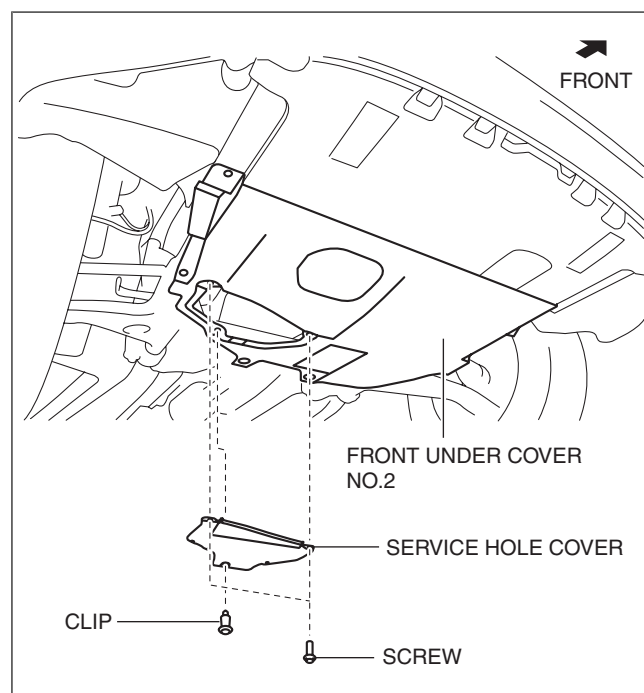 FRONT
FRONT UNDER COVER
NO.2
SERVICE HOLE COVER
CLIP
SCREW